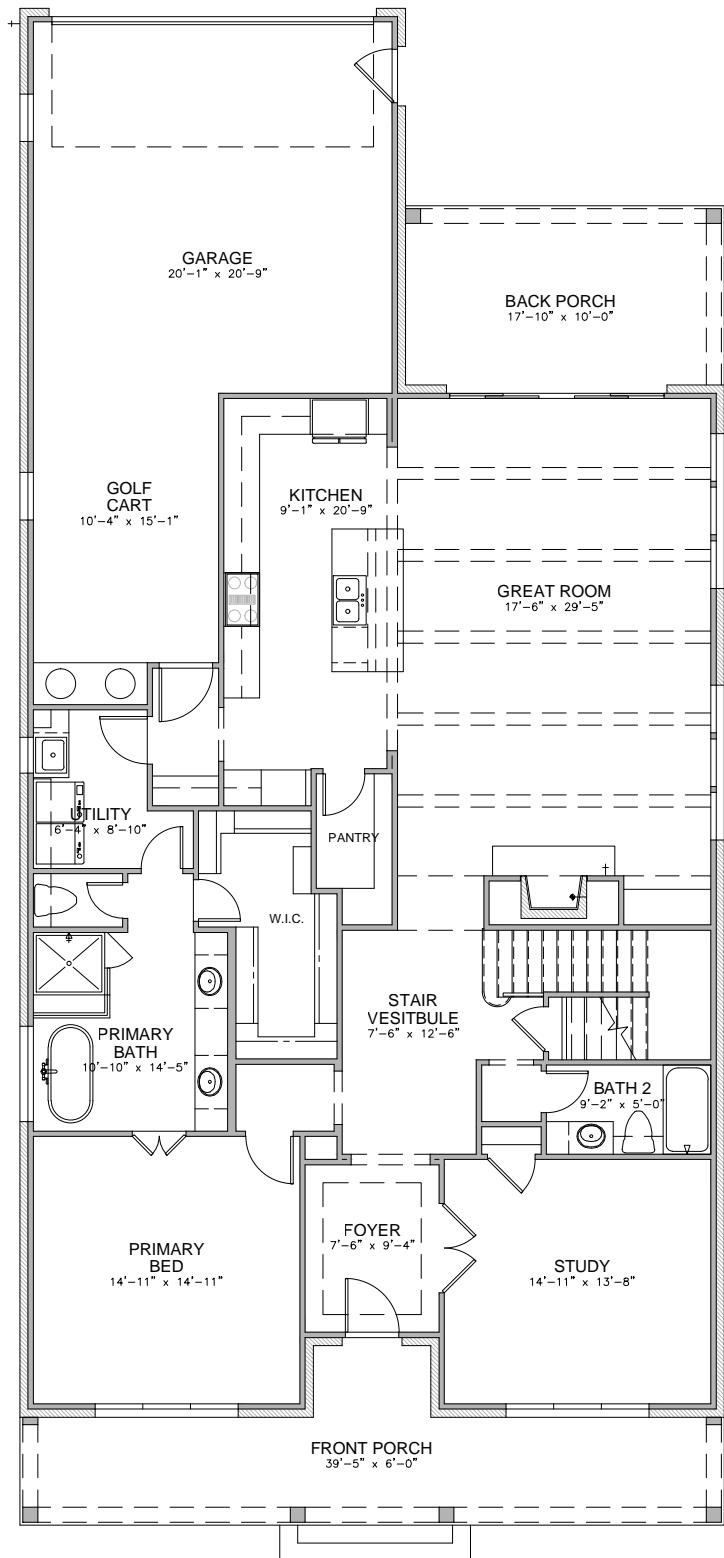 GARAGE
20'-1" x 20'-9"
BACK PORCH
17'-10" x 10'-0"
GOLF
CART
10'-4" x 15'-1"
KITCHEN
9'-1" x 20'-9"
GREAT ROOM
17'-6" x 29'-5"
UTILITY
6'-4" x 8'-10"
PANTRY
W.I.C.
STAIR
VESITBULE
7'-6" x 12'-6"
PRIMARY
BATH
10'-10" x 14'-5"
BATH 2
9'-2" x 5'-0"
PRIMARY
BED
14'-11" x 14'-11"
FOYER
7'-6" x 9'-4"
STUDY
14'-11" x 13'-8"
FRONT PORCH
39'-5" x 6'-0"